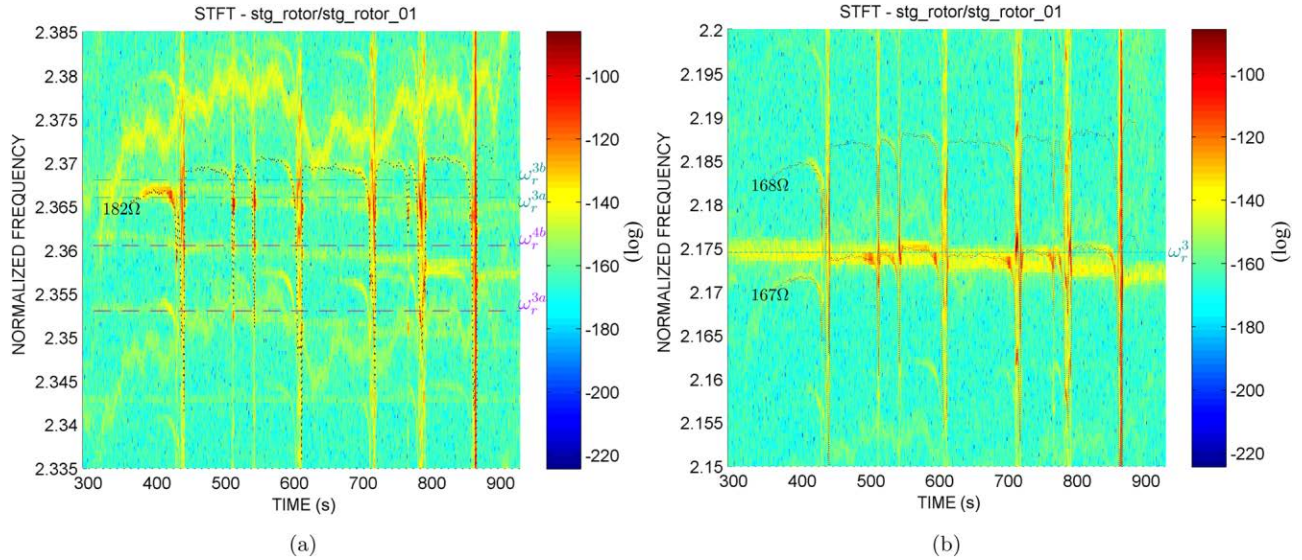 STFT - stg_rotor/stg_rotor_01
NORMALIZED FREQUENCY
2.385
2.38
2.375
2.37
2.365
2.36
2.355
2.35
2.345
2.34
2.335
182Ω
ω_r^{3b}
ω_r^{3a}
ω_r^{4b}
ω_r^{3a}
300 400 500 600 700 800 900
TIME (s)
-100
-120
-140
-160
-180
-200
-220
(log)
(a)
STFT - stg_rotor/stg_rotor_01
NORMALIZED FREQUENCY
2.2
2.195
2.19
2.185
2.18
2.175
2.17
2.165
2.16
2.155
2.15
168Ω
167Ω
ω_r^3
300 400 500 600 700 800 900
TIME (s)
-100
-120
-140
-160
-180
-200
-220
(log)
(b)